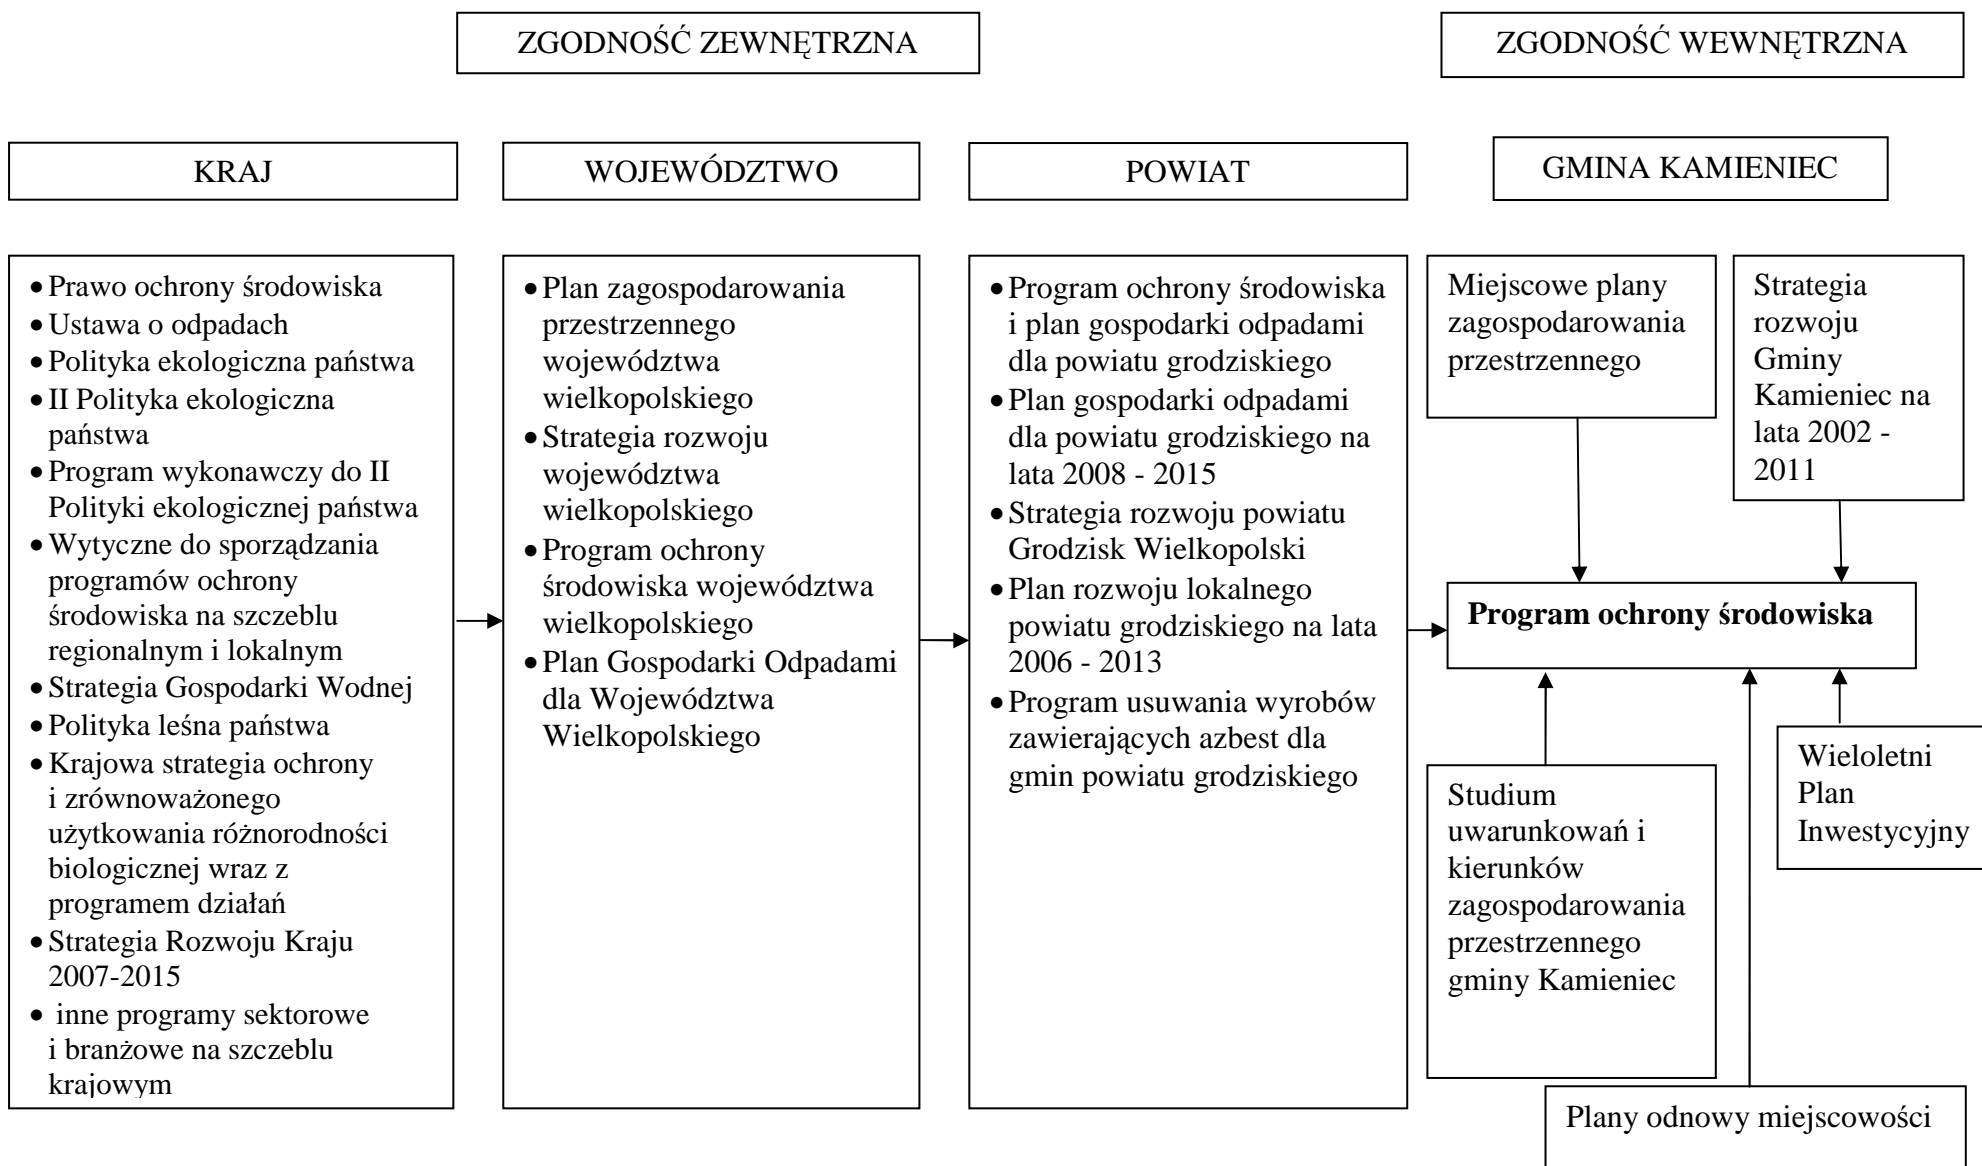 ZGODNOŚĆ ZEWNĘTRZNA
ZGODNOŚĆ WEWNĘTRZNA
KRAJ
WOJEWÓDZTWO
POWIAT
GMINA KAMIENIEC
• Prawo ochrony środowiska
• Ustawa o odpadach
• Polityka ekologiczna państwa
• II Polityka ekologiczna
państwa
• Program wykonawczy do II
Polityki ekologicznej państwa
• Wytyczne do sporządzania
programów ochrony
środowiska na szczeblu
regionalnym i lokalnym
• Strategia Gospodarki Wodnej
• Polityka leśna państwa
• Krajowa strategia ochrony
i zrównoważonego
użytkowania różnorodności
biologicznej wraz z
programem działań
• Strategia Rozwoju Kraju
2007-2015
• inne programy sektorowe
i branżowe na szczeblu
krajowym
• Plan zagospodarowania
przestrzennego
województwa
wielkopolskiego
• Strategia rozwoju
województwa
wielkopolskiego
• Program ochrony
środowiska województwa
wielkopolskiego
• Plan Gospodarki Odpadami
dla Województwa
Wielkopolskiego
• Program ochrony środowiska
i plan gospodarki odpadami
dla powiatu grodziskiego
• Plan gospodarki odpadami
dla powiatu grodziskiego na
lata 2008 - 2015
• Strategia rozwoju powiatu
Grodzisk Wielkopolski
• Plan rozwoju lokalnego
powiatu grodziskiego na lata
2006 - 2013
• Program usuwania wyrobów
zawierających azbest dla
gmin powiatu grodziskiego
Miejscowe plany
zagospodarowania
przestrzennego
Strategia
rozwoju
Gminy
Kamieniec na
lata 2002 -
2011
Program ochrony środowiska
Studium
uwarunkowań i
kierunków
zagospodarowania
przestrzennego
gminy Kamieniec
Wieloletni
Plan
Inwestycyjny
Plany odnowy miejscowości